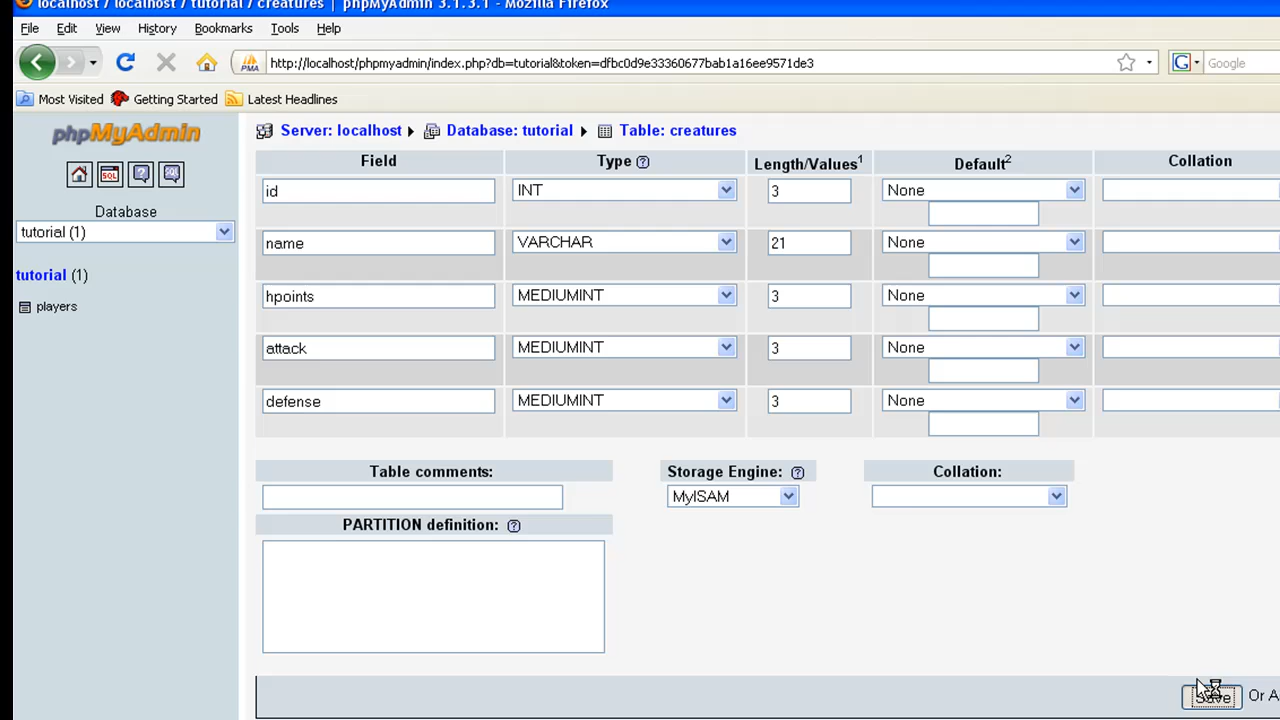 localhost / localhost / tutorial / creatures | phpMyAdmin 3.1.3.1 - Mozilla Firefox
File Edit View History Bookmarks Tools Help
PMA http://localhost/phpmyadmin/index.php?db=tutorial&token=dfbc0d9e33360677bab1a16ee9571de3 G Google
Most Visited Getting Started Latest Headlines
phpMyAdmin
SQL
Database
tutorial (1)
tutorial (1)
players
Server: localhost Database: tutorial Table: creatures
Field Type Length/Values1 Default2 Collation
id INT 3 None
name VARCHAR 21 None
hpoints MEDIUMINT 3 None
attack MEDIUMINT 3 None
defense MEDIUMINT 3 None
Table comments: Storage Engine: Collation:
MyISAM
PARTITION definition:
Save Or A